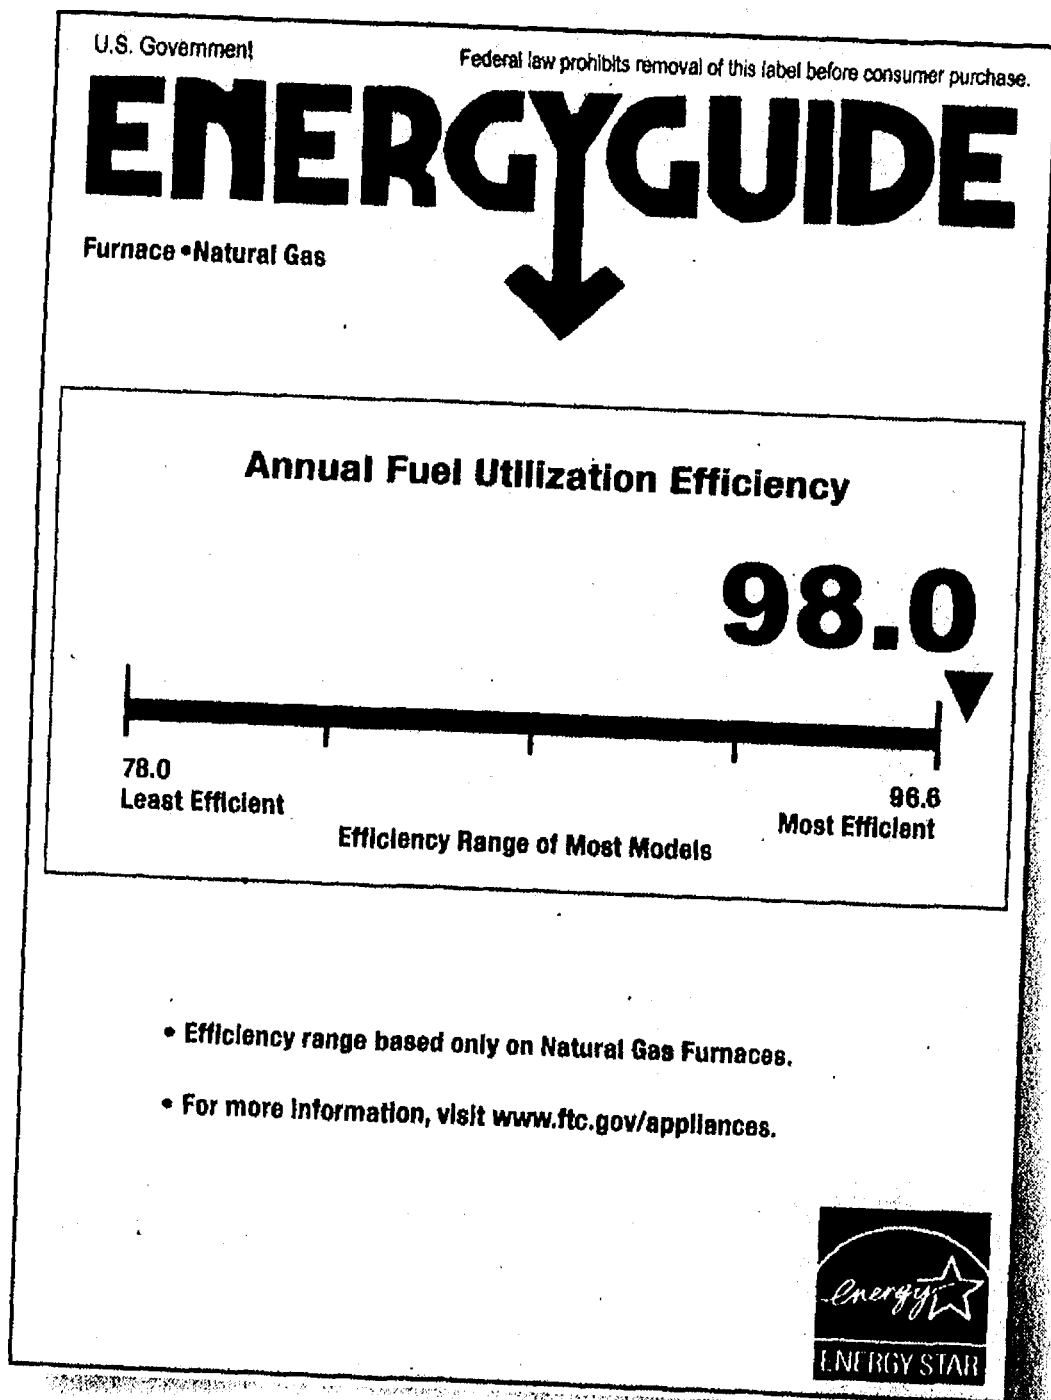 U.S. Government
Federal law prohibits removal of this label before consumer purchase.
ENERGYGUIDE
Furnace •Natural Gas
Annual Fuel Utilization Efficiency
98.0
78.0
Least Efficient
96.6
Most Efficient
Efficiency Range of Most Models
• Efficiency range based only on Natural Gas Furnaces.
• For more information, visit www.ftc.gov/appliances.
energy
ENERGY STAR